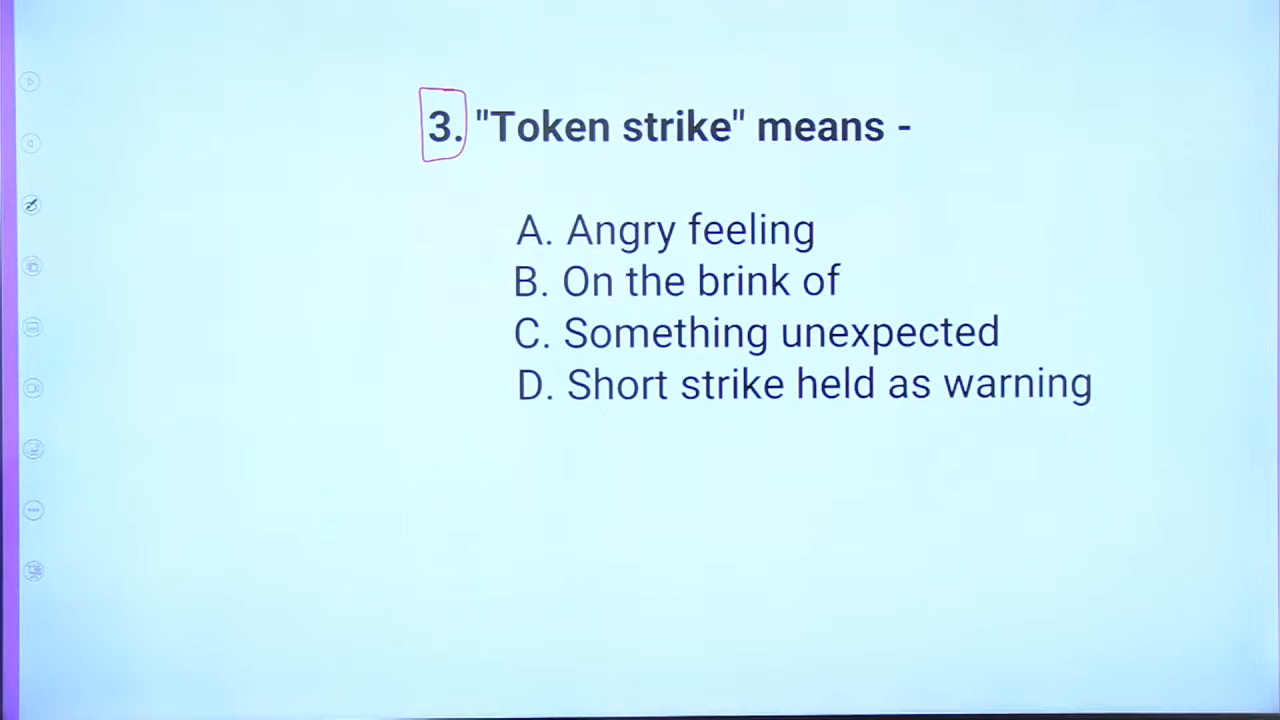 3. "Token strike" means -
A. Angry feeling
B. On the brink of
C. Something unexpected
D. Short strike held as warning